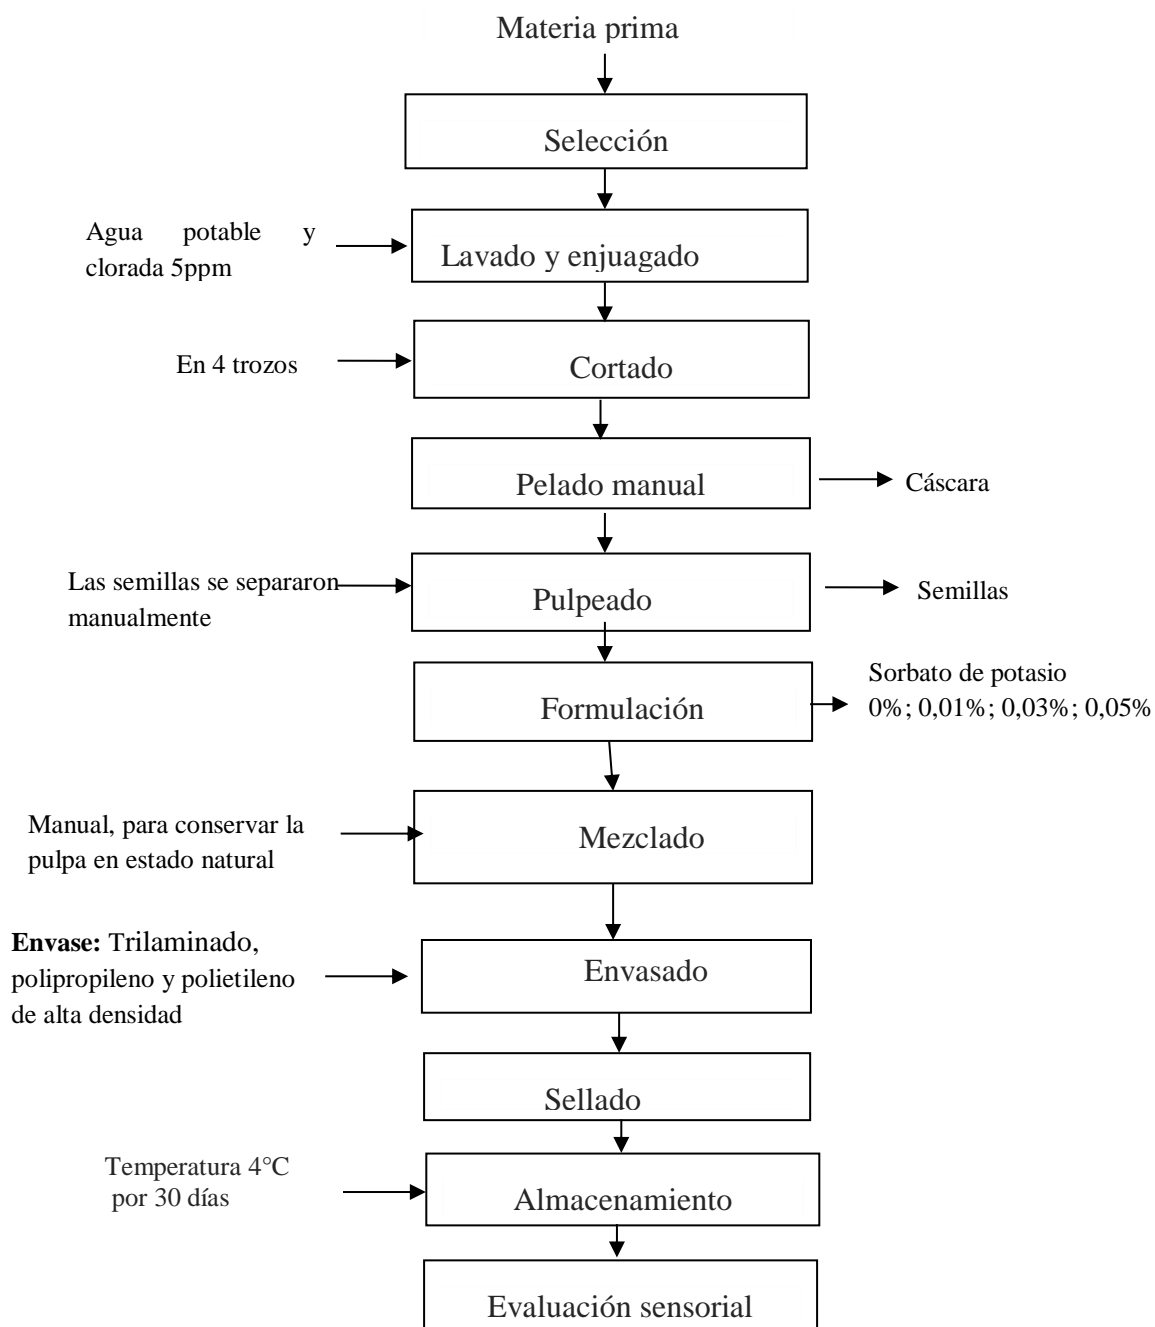 Materia prima
Selección
Agua potable y
clorada 5ppm
Lavado y enjuagado
En 4 trozos
Cortado
Pelado manual
Cáscara
Las semillas se separaron
manualmente
Pulpeado
Semillas
Formulación
Sorbato de potasio
0%; 0,01%; 0,03%; 0,05%
Manual, para conservar la
pulpa en estado natural
Mezclado
Envase: Trilaminado,
polipropileno y polietileno
de alta densidad
Envasado
Sellado
Temperatura 4°C
por 30 días
Almacenamiento
Evaluación sensorial